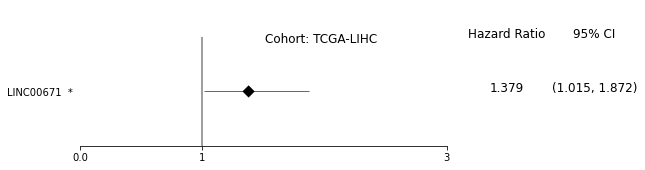 Cohort: TCGA-LIHC Hazard Ratio 95% CI
LINC00671 * 1.379 (1.015, 1.872)
0.0 1 3